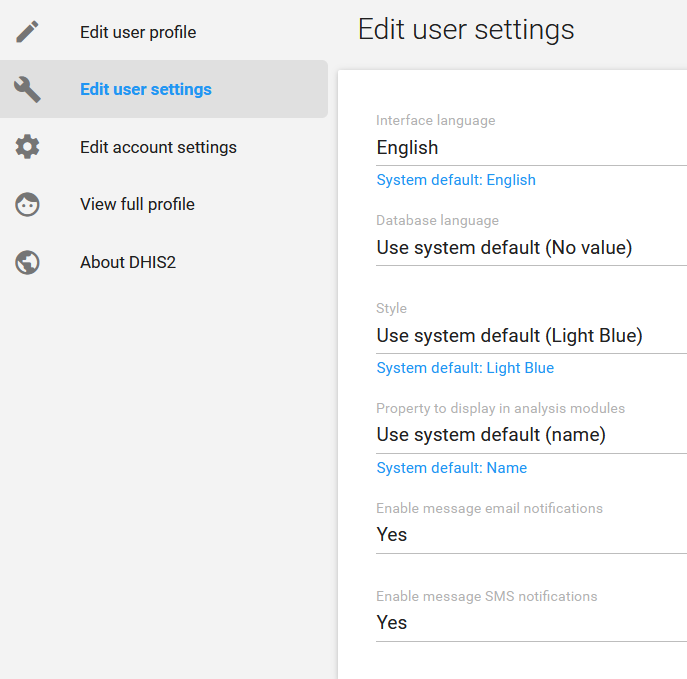 Edit user profile
Edit user settings
Edit account settings
View full profile
About DHIS2
Edit user settings
Interface language
English
System default: English
Database language
Use system default (No value)
Style
Use system default (Light Blue)
System default: Light Blue
Property to display in analysis modules
Use system default (name)
System default: Name
Enable message email notifications
Yes
Enable message SMS notifications
Yes